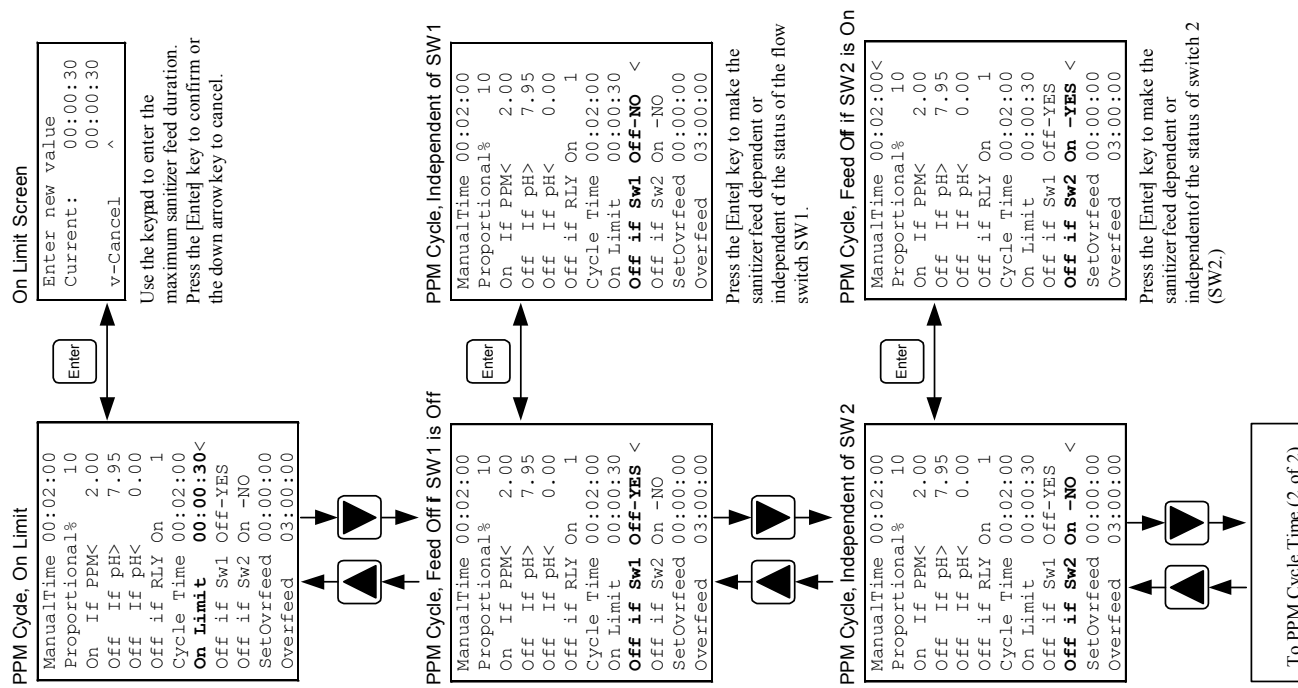 PPM Cycle, On Limit
ManualTime 00:02:00
Proportional% 10
On  If PPM< 2.00
Off If pH> 7.95
Off If pH< 0.00
Off if RLY On 1
Cycle Time 00:02:00
On Limit 00:00:30<
Off if Sw1 Off-YES
Off if Sw2 On -NO
SetOvrfeed 00:00:00
Overfeed 03:00:00
Enter
On Limit Screen
Enter new value
Current: 00:00:30
00:00:30
v-Cancel ^
Use the keypad to enter the
maximum sanitizer feed duration.
Press the [Enter] key to confirm or
the down arrow key to cancel.
PPM Cycle, Feed Off if SW1 is Off
ManualTime 00:02:00
Proportional% 10
On  If PPM< 2.00
Off If pH> 7.95
Off If pH< 0.00
Off if RLY On 1
Cycle Time 00:02:00
On Limit 00:00:30
Off if Sw1 Off-YES <
Off if Sw2 On -NO
SetOvrfeed 00:00:00
Overfeed 03:00:00
Enter
PPM Cycle, Independent of SW1
ManualTime 00:02:00
Proportional% 10
On  If PPM< 2.00
Off If pH> 7.95
Off If pH< 0.00
Off if RLY On 1
Cycle Time 00:02:00
On Limit 00:00:30
Off if Sw1 Off-NO <
Off if Sw2 On -NO
SetOvrfeed 00:00:00
Overfeed 03:00:00
Press the [Enter] key to make the
sanitizer feed dependent or
independent of the status of the flow
switch SW1.
PPM Cycle, Independent of SW2
ManualTime 00:02:00
Proportional% 10
On  If PPM< 2.00
Off If pH> 7.95
Off If pH< 0.00
Off if RLY On 1
Cycle Time 00:02:00
On Limit 00:00:30
Off if Sw1 Off-YES
Off if Sw2 On -NO <
SetOvrfeed 00:00:00
Overfeed 03:00:00
Enter
PPM Cycle, Feed Off if SW2 is On
ManualTime 00:02:00<
Proportional% 10
On  If PPM< 2.00
Off If pH> 7.95
Off If pH< 0.00
Off if RLY On 1
Cycle Time 00:02:00
On Limit 00:00:30
Off if Sw1 Off-YES
Off if Sw2 On -YES <
SetOvrfeed 00:00:00
Overfeed 03:00:00
Press the [Enter] key to make the
sanitizer feed dependent or
independent of the status of switch 2
(SW2.)
To PPM Cycle Time (2 of 2)